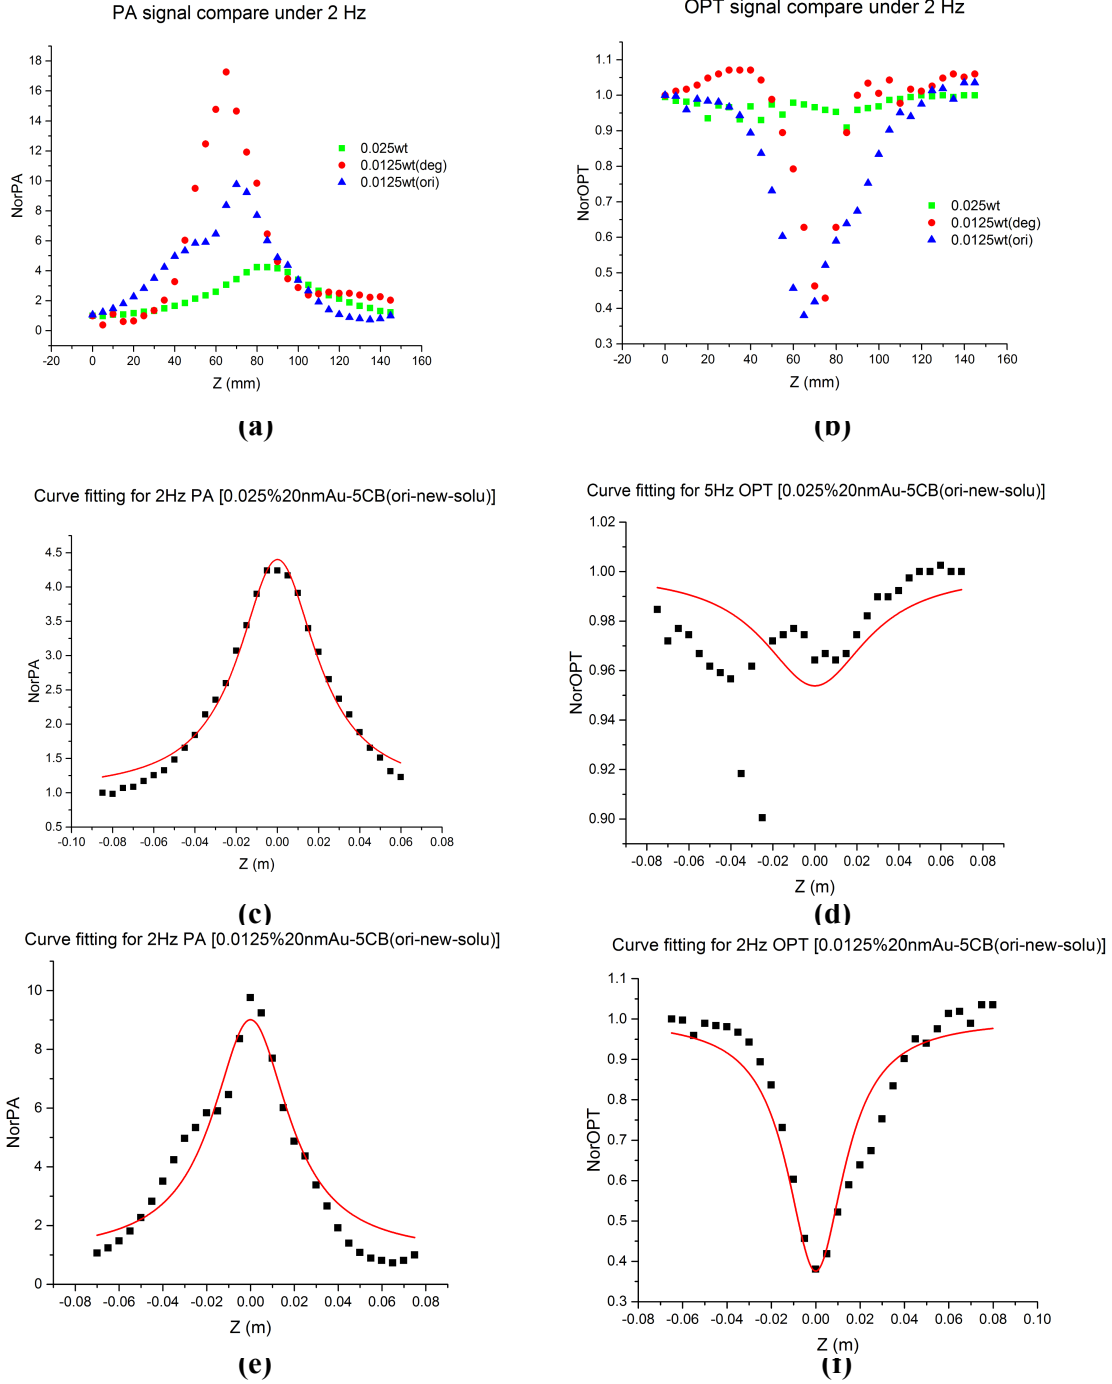 PA signal compare under 2 Hz
NorPA
18
16
14
12
10
8
6
4
2
0
0.025wt
0.0125wt(deg)
0.0125wt(ori)
-20 0 20 40 60 80 100 120 140 160
Z (mm)
(a)
OPT signal compare under 2 Hz
NorOPT
1.1
1.0
0.9
0.8
0.7
0.6
0.5
0.4
0.3
0.025wt
0.0125wt(deg)
0.0125wt(ori)
-20 0 20 40 60 80 100 120 140 160
Z (mm)
(b)
Curve fitting for 2Hz PA [0.025%20nmAu-5CB(ori-new-solu)]
NorPA
4.5
4.0
3.5
3.0
2.5
2.0
1.5
1.0
0.5
-0.10 -0.08 -0.06 -0.04 -0.02 0.00 0.02 0.04 0.06 0.08
Z (m)
(c)
Curve fitting for 5Hz OPT [0.025%20nmAu-5CB(ori-new-solu)]
NorOPT
1.02
1.00
0.98
0.96
0.94
0.92
0.90
-0.08 -0.06 -0.04 -0.02 0.00 0.02 0.04 0.06 0.08
Z (m)
(d)
Curve fitting for 2Hz PA [0.0125%20nmAu-5CB(ori-new-solu)]
NorPA
10
8
6
4
2
0
-0.08 -0.06 -0.04 -0.02 0.00 0.02 0.04 0.06 0.08
Z (m)
(e)
Curve fitting for 2Hz OPT [0.0125%20nmAu-5CB(ori-new-solu)]
NorOPT
1.1
1.0
0.9
0.8
0.7
0.6
0.5
0.4
0.3
-0.08 -0.06 -0.04 -0.02 0.00 0.02 0.04 0.06 0.08 0.10
Z (m)
(f)